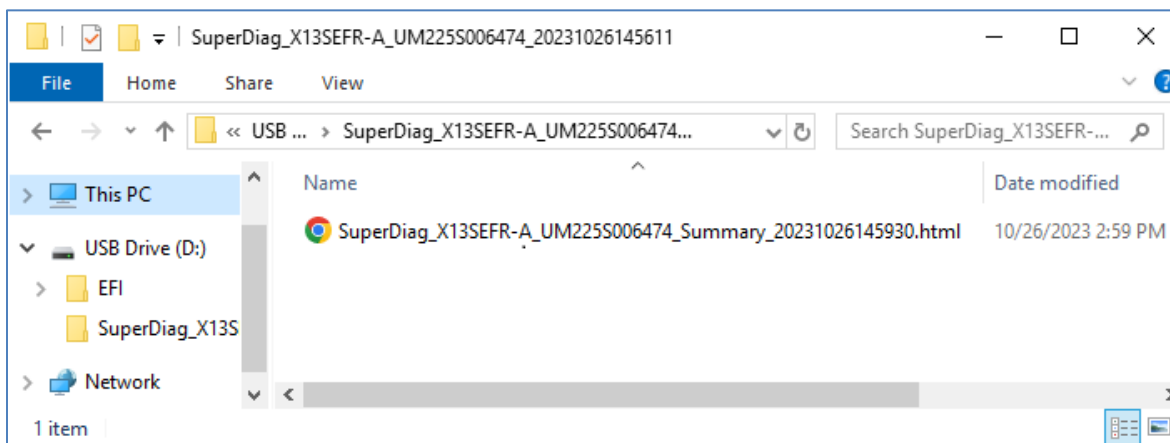 SuperDiag_X13SEFR-A_UM225S006474_20231026145611
File Home Share View
« USB ... › SuperDiag_X13SEFR-A_UM225S006474... Search SuperDiag_X13SEFR-...
Name Date modified
This PC
SuperDiag_X13SEFR-A_UM225S006474_Summary_20231026145930.html 10/26/2023 2:59 PM
USB Drive (D:)
EFI
SuperDiag_X13S
Network
1 item